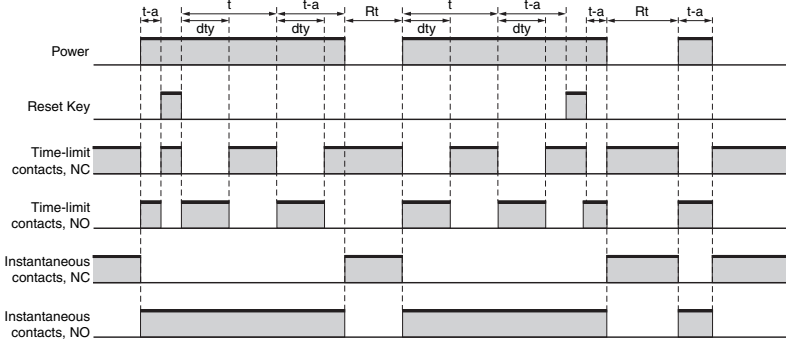 t-a t t-a Rt t t-a t-a Rt t-a
dty dty dty dty
Power
Reset Key
Time-limit
contacts, NC
Time-limit
contacts, NO
Instantaneous
contacts, NC
Instantaneous
contacts, NO